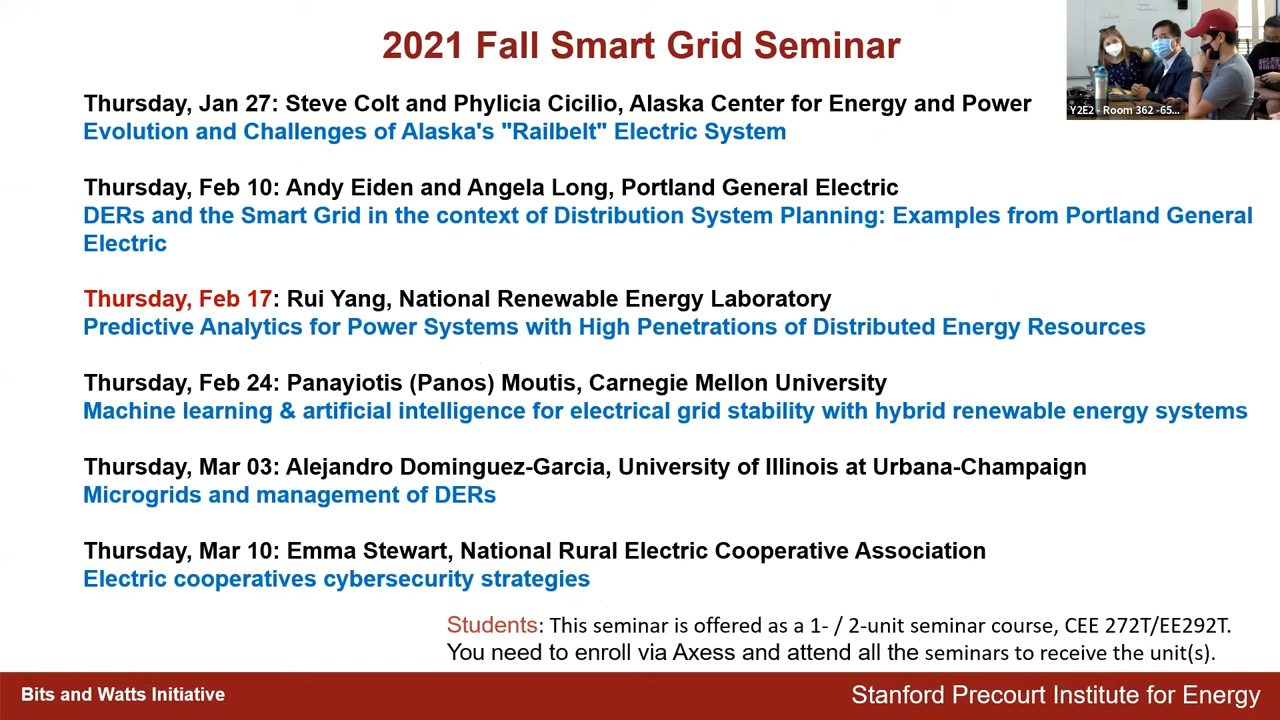 2021 Fall Smart Grid Seminar
Thursday, Jan 27: Steve Colt and Phylicia Cicilio, Alaska Center for Energy and Power
Evolution and Challenges of Alaska's "Railbelt" Electric System
Thursday, Feb 10: Andy Eiden and Angela Long, Portland General Electric
DERs and the Smart Grid in the context of Distribution System Planning: Examples from Portland General
Electric
Thursday, Feb 17: Rui Yang, National Renewable Energy Laboratory
Predictive Analytics for Power Systems with High Penetrations of Distributed Energy Resources
Thursday, Feb 24: Panayiotis (Panos) Moutis, Carnegie Mellon University
Machine learning & artificial intelligence for electrical grid stability with hybrid renewable energy systems
Thursday, Mar 03: Alejandro Dominguez-Garcia, University of Illinois at Urbana-Champaign
Microgrids and management of DERs
Thursday, Mar 10: Emma Stewart, National Rural Electric Cooperative Association
Electric cooperatives cybersecurity strategies
Students: This seminar is offered as a 1- / 2-unit seminar course, CEE 272T/EE292T.
You need to enroll via Axess and attend all the seminars to receive the unit(s).
Bits and Watts Initiative
Stanford Precourt Institute for Energy
Y2E2 - Room 362 -65...